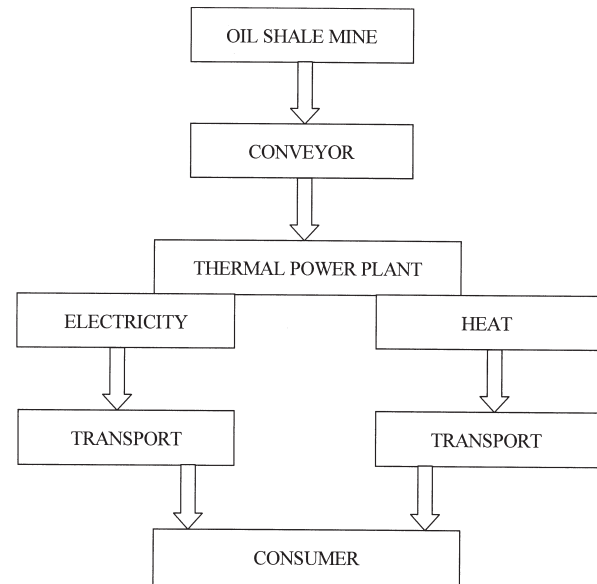 OIL SHALE MINE
CONVEYOR
THERMAL POWER PLANT
ELECTRICITY
HEAT
TRANSPORT
TRANSPORT
CONSUMER